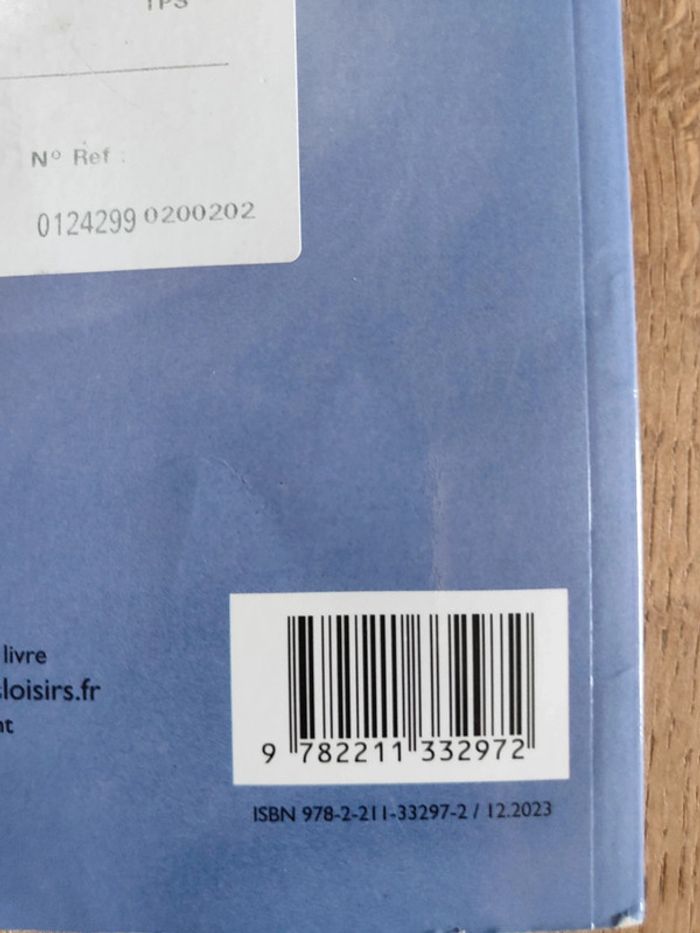 TPS
N° Ref :
0124299 0200202
livre
loisirs.fr
nt
9 782211 332972
ISBN 978-2-211-33297-2 / 12.2023